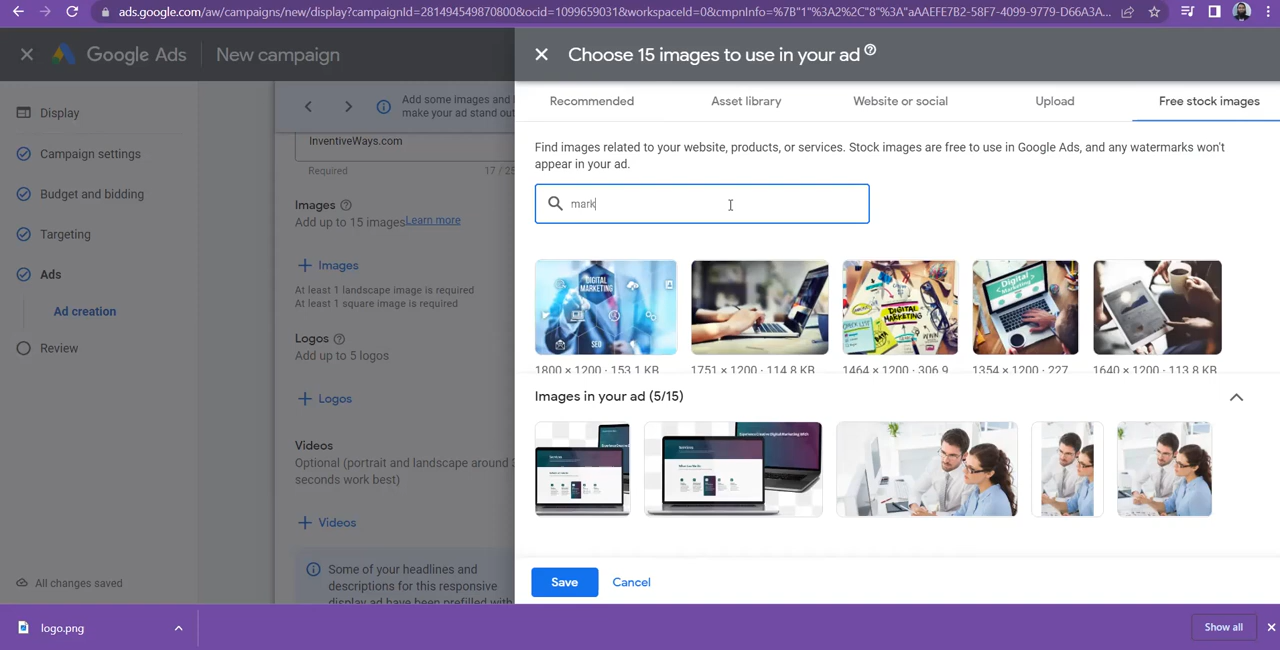 ads.google.com/aw/campaigns/new/display?campaignId=281494549870800&ocid=1099659031&workspaceId=0&cmpnInfo=%7B"1"%3A2%2C"8"%3A"aAAEFE7B2-58F7-4099-9779-D66A3A...
Google Ads
New campaign
Display
Campaign settings
Budget and bidding
Targeting
Ads
Ad creation
Review
All changes saved
Add some images and
make your ad stand out
InventiveWays.com
Required
17 / 25
Images
Add up to 15 images
Learn more
Images
At least 1 landscape image is required
At least 1 square image is required
Logos
Add up to 5 logos
Logos
Videos
Optional (portrait and landscape around
seconds work best)
Videos
Some of your headlines and
descriptions for this responsive
display ad have been prefilled with
Choose 15 images to use in your ad
Recommended
Asset library
Website or social
Upload
Free stock images
Find images related to your website, products, or services. Stock images are free to use in Google Ads, and any watermarks won't
appear in your ad.
mark
DIGITAL
MARKETING
SEO
DIGITAL
MARKETING
Digital
Marketing
1800 × 1200 · 153.1 KB
1751 × 1200 · 114.8 KB
1464 × 1200 · 306.9
1354 × 1200 · 227
1640 × 1200 · 113.8 KB
Images in your ad (5/15)
Services
Services
Save
Cancel
logo.png
Show all